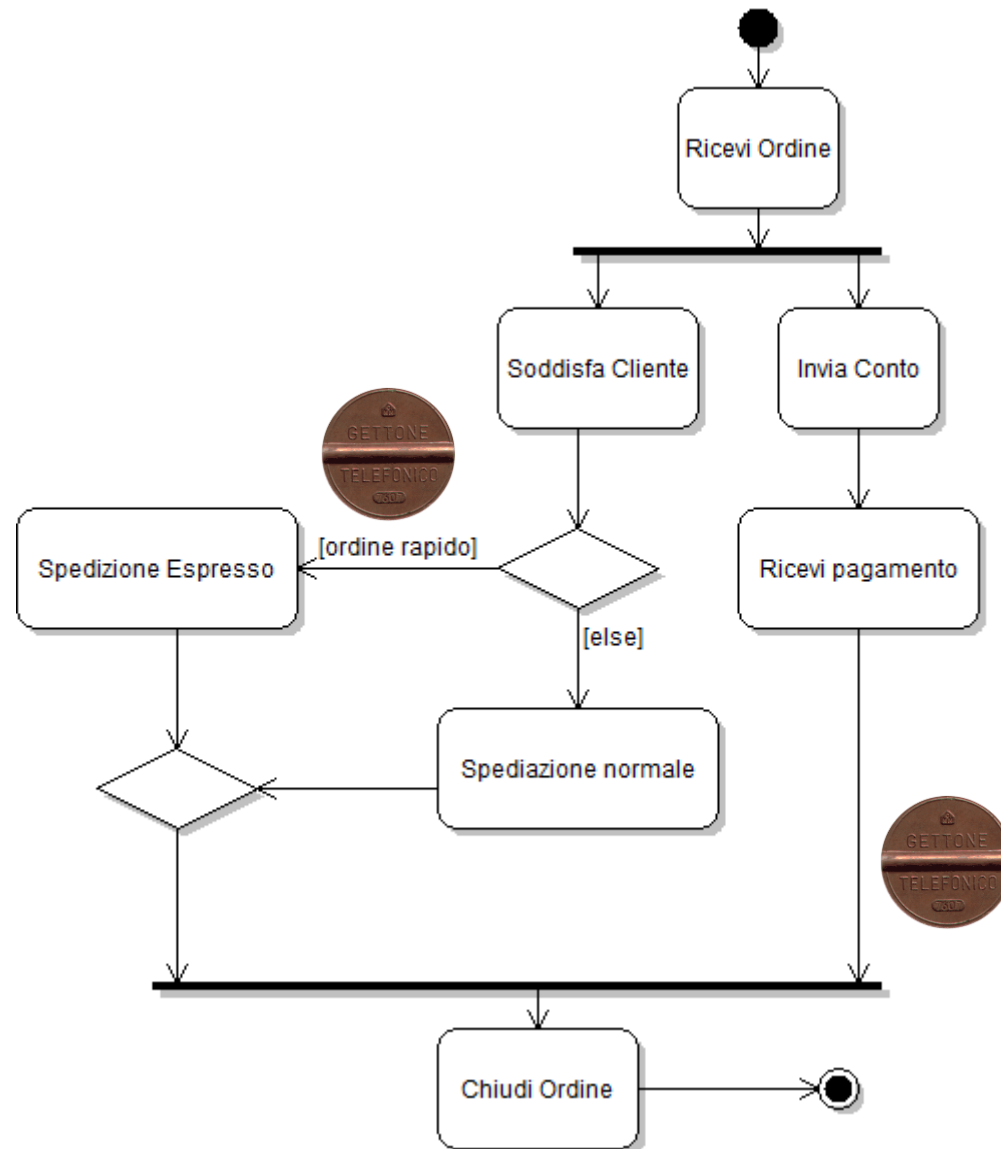 Ricevi Ordine
Soddisfa Cliente
Invia Conto
GETTONE
TELEFONICO
[ordine rapido]
Spedizione Espresso
Ricevi pagamento
[else]
Spediazione normale
GETTONE
TELEFONICO
Chiudi Ordine